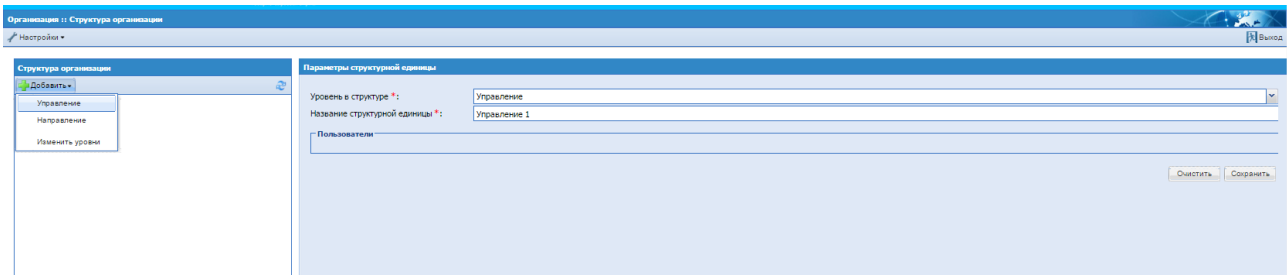 Организация :: Структура организации
Настройки
Выход
Структура организации
Добавить
Управление
Направление
Изменить уровни
Параметры структурной единицы
Уровень в структуре *: Управление
Название структурной единицы *: Управление 1
Пользователи
Очистить Сохранить